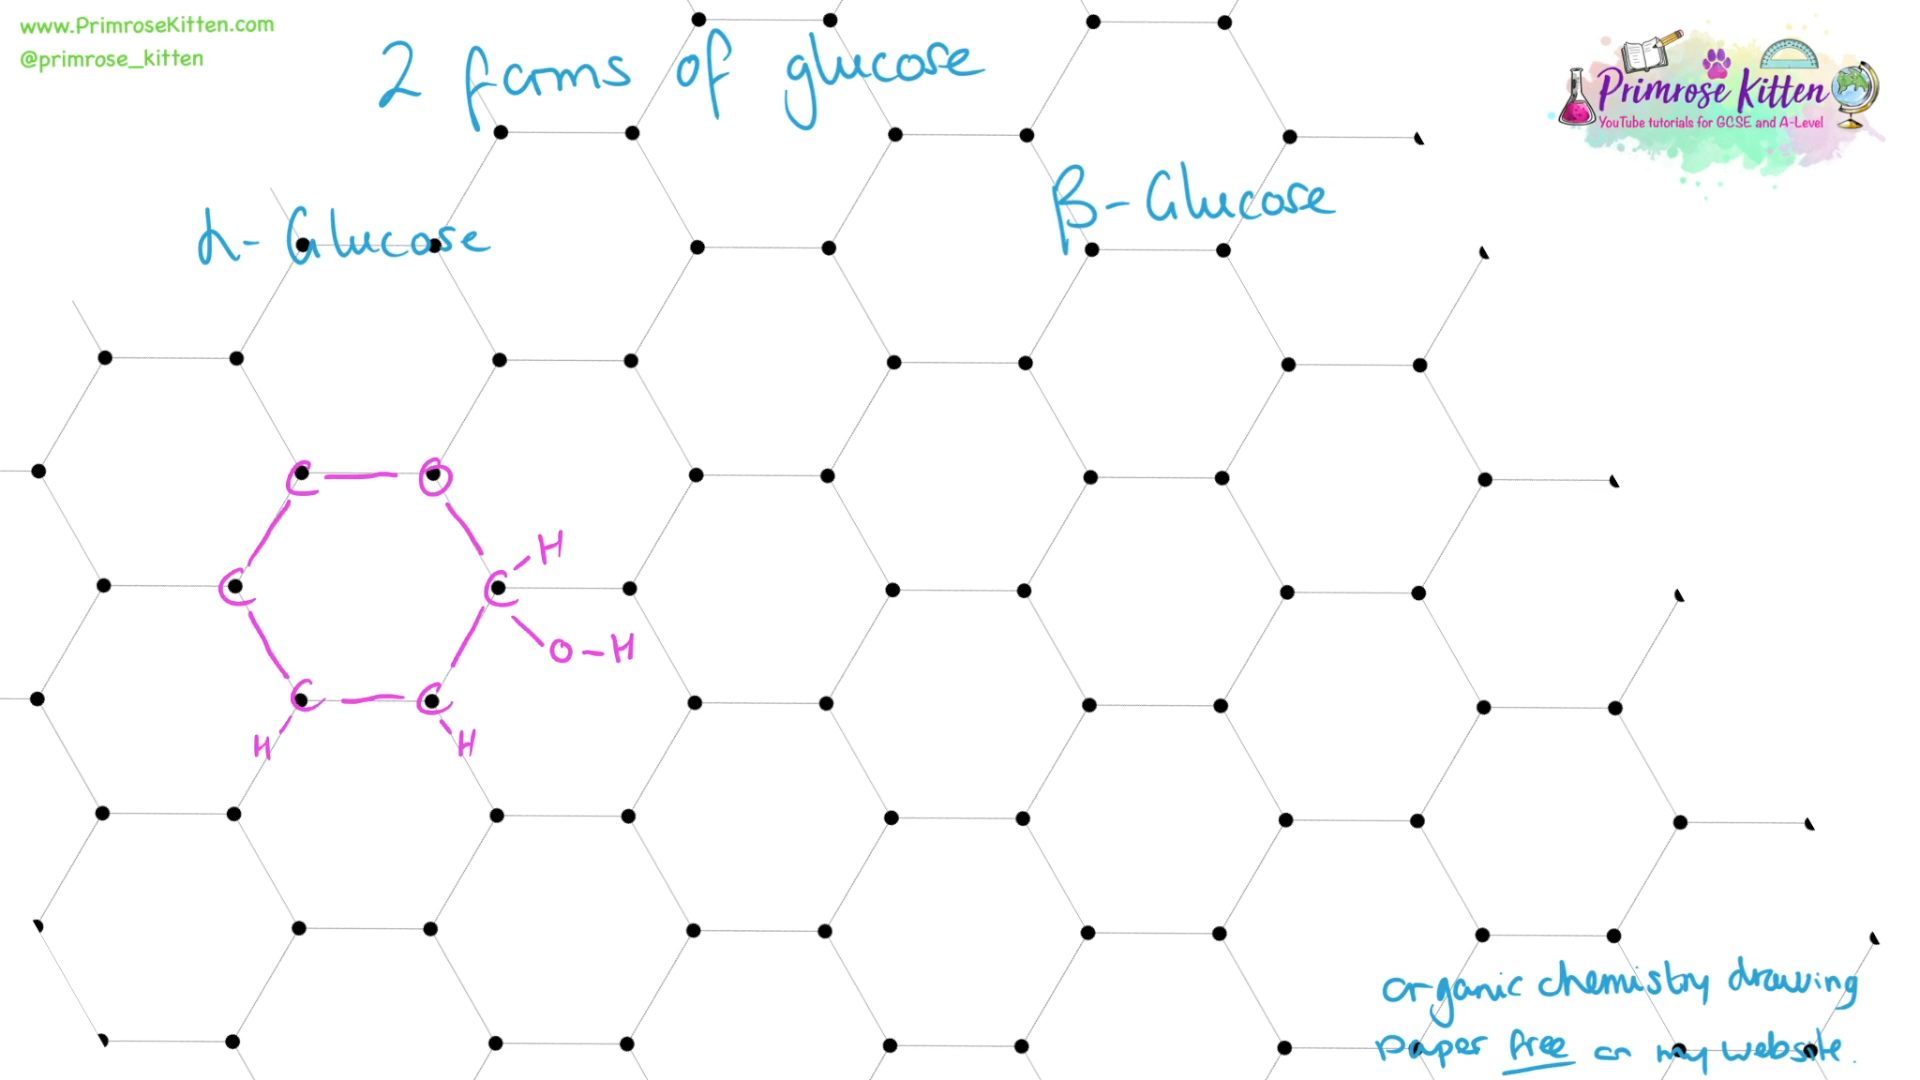 www.PrimroseKitten.com
@primrose_kitten
2 forms of glucose
Primrose Kitten
YouTube tutorials for GCSE and A-Level
α- Glucose
β- Glucose
C O
H
C C
O-H
C C
H H
organic chemistry drawing
paper free on my website.